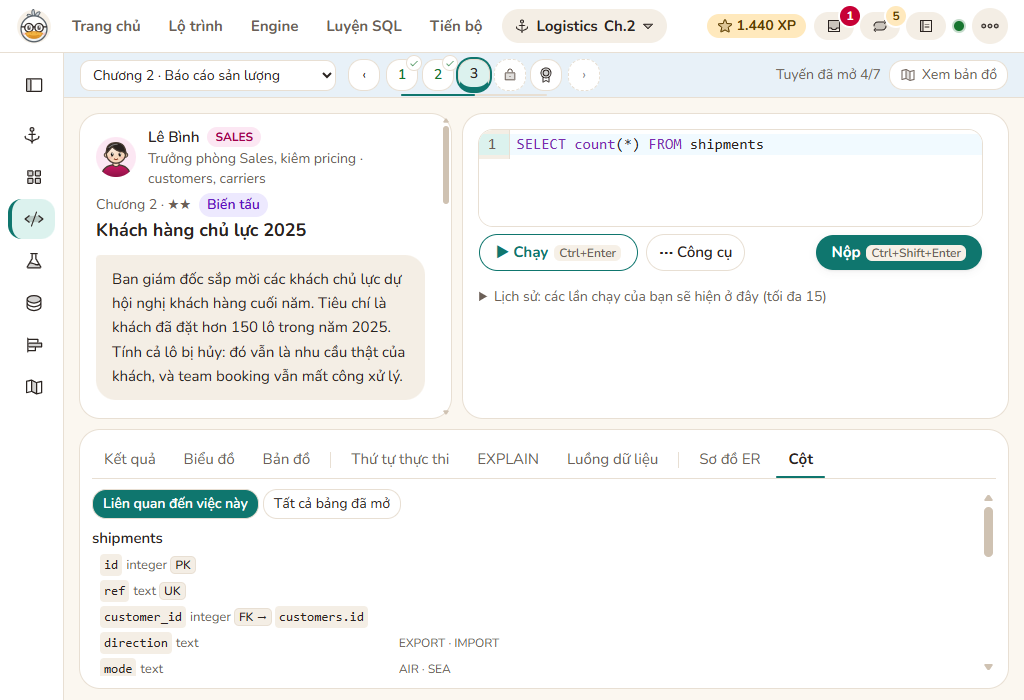 Trang chủ Lộ trình Engine Luyện SQL Tiến bộ Logistics Ch.2 1.440 XP 1 5
Chương 2 · Báo cáo sản lượng 1 2 3 Tuyến đã mở 4/7 Xem bản đồ
Lê Bình SALES
Trưởng phòng Sales, kiêm pricing ·
customers, carriers
Chương 2 · ★★ Biến tấu
Khách hàng chủ lực 2025
Ban giám đốc sắp mời các khách chủ lực dự
hội nghị khách hàng cuối năm. Tiêu chí là
khách đã đặt hơn 150 lô trong năm 2025.
Tính cả lô bị hủy: đó vẫn là nhu cầu thật của
khách, và team booking vẫn mất công xử lý.
1 SELECT count(*) FROM shipments
Chạy Ctrl+Enter ··· Công cụ Nộp Ctrl+Shift+Enter
Lịch sử: các lần chạy của bạn sẽ hiện ở đây (tối đa 15)
Kết quả Biểu đồ Bản đồ Thứ tự thực thi EXPLAIN Luồng dữ liệu Sơ đồ ER Cột
Liên quan đến việc này Tất cả bảng đã mở
shipments
id integer PK
ref text UK
customer_id integer FK → customers.id
direction text EXPORT · IMPORT
mode text AIR · SEA